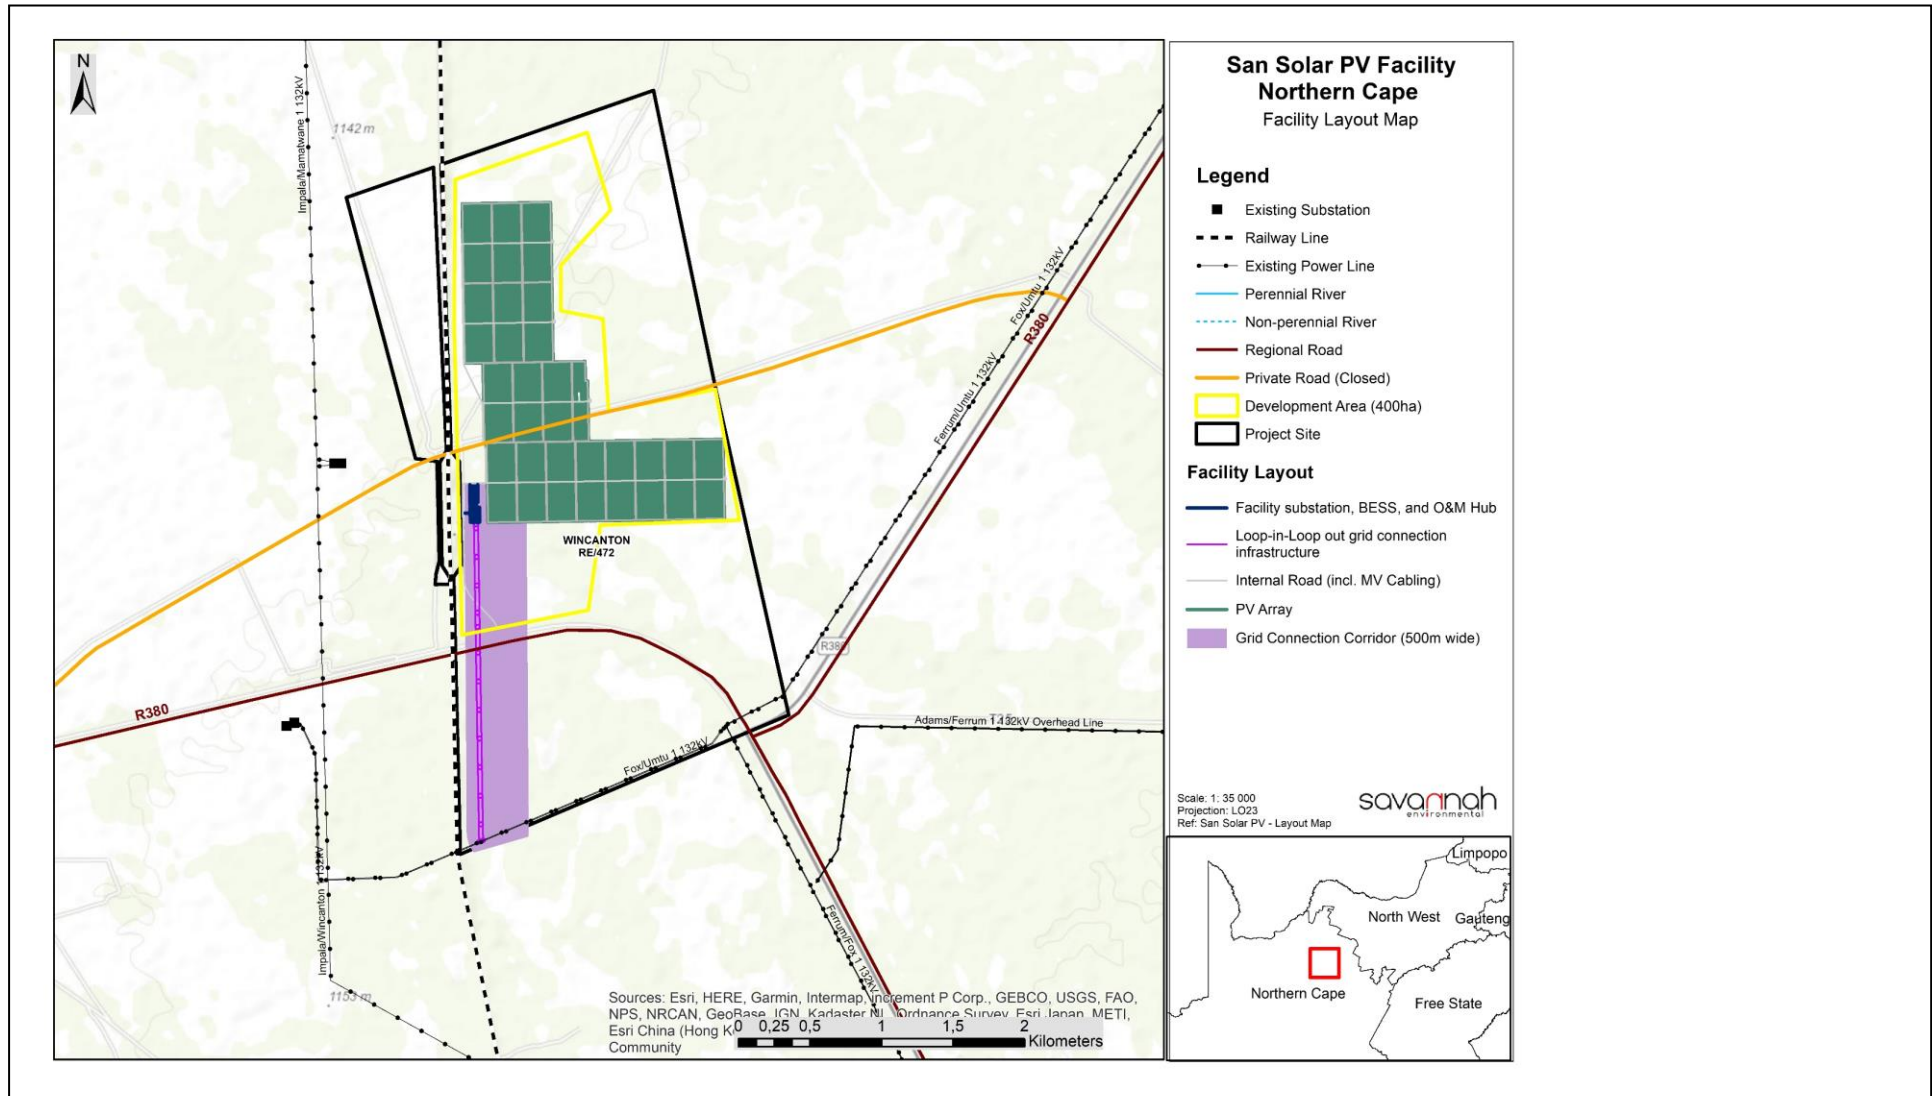 N
1142 m
Impala/Mamatwane 1 132kV
Fox/Umtu 1 132kV
Ferrum/Umtu 1 132kV
R380
WINCANTON
RE/472
R380
R380
Adams/Ferrum 1 132kV Overhead Line
Fox/Umtu 1 132kV
Impala/Wincanton 1 132kV
Ferrum/Fox 1 132kV
1153 m
Sources: Esri, HERE, Garmin, Intermap, increment P Corp., GEBCO, USGS, FAO,
NPS, NRCAN, GeoBase, IGN, Kadaster NL, Ordnance Survey, Esri Japan, METI,
Esri China (Hong
Community
0 0,25 0,5 1 1,5 2
Kilometers
San Solar PV Facility
Northern Cape
Facility Layout Map
Legend
Existing Substation
Railway Line
Existing Power Line
Perennial River
Non-perennial River
Regional Road
Private Road (Closed)
Development Area (400ha)
Project Site
Facility Layout
Facility substation, BESS, and O&M Hub
Loop-in-Loop out grid connection
infrastructure
Internal Road (incl. MV Cabling)
PV Array
Grid Connection Corridor (500m wide)
Scale: 1: 35 000
Projection: LO23
Ref: San Solar PV - Layout Map
savannah
environmental
Limpopo
North West
Gauteng
Northern Cape
Free State